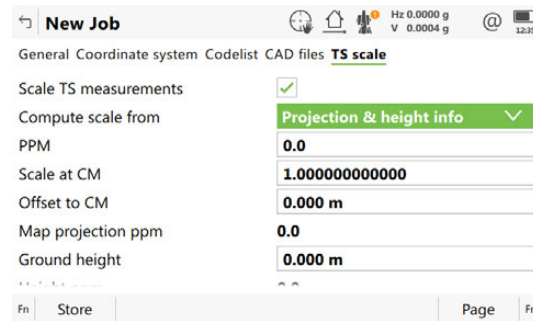 New Job
Hz 0.0000 g
V 0.0004 g
@
General Coordinate system Codelist CAD files TS scale
Scale TS measurements
Compute scale from Projection & height info
PPM 0.0
Scale at CM 1.000000000000
Offset to CM 0.000 m
Map projection ppm 0.0
Ground height 0.000 m
Fn Store Page